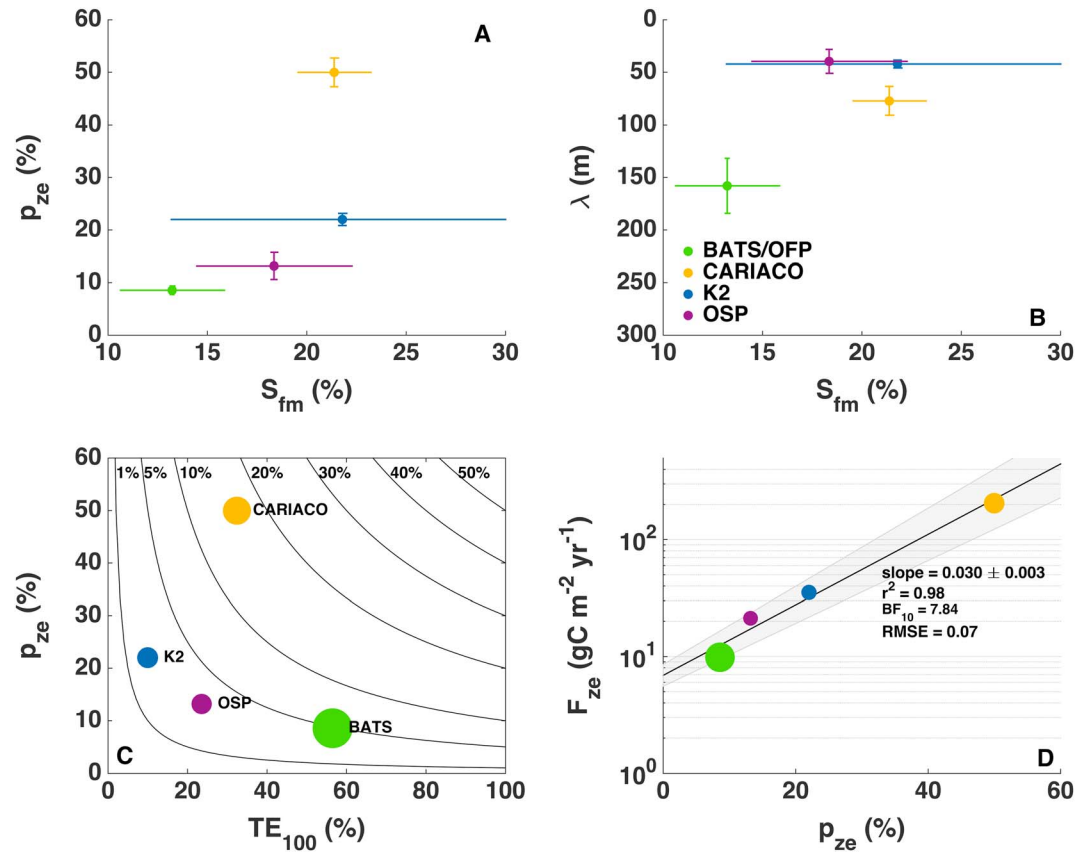 60
50
40
30
20
10
0
p_ze (%)
A
10
15
20
25
30
S_fm (%)
0
50
100
150
200
250
300
λ (m)
BATS/OFP
CARIACO
K2
OSP
B
10
15
20
25
30
S_fm (%)
60
50
40
30
20
10
0
p_ze (%)
1% 5% 10% 20% 30% 40% 50%
CARIACO
K2
OSP
BATS
C
0
20
40
60
80
100
TE_100 (%)
10^2
10^1
10^0
F_ze (gC m^-2 yr^-1)
slope = 0.030 ± 0.003
r^2 = 0.98
BF_10 = 7.84
RMSE = 0.07
D
0
20
40
60
p_ze (%)